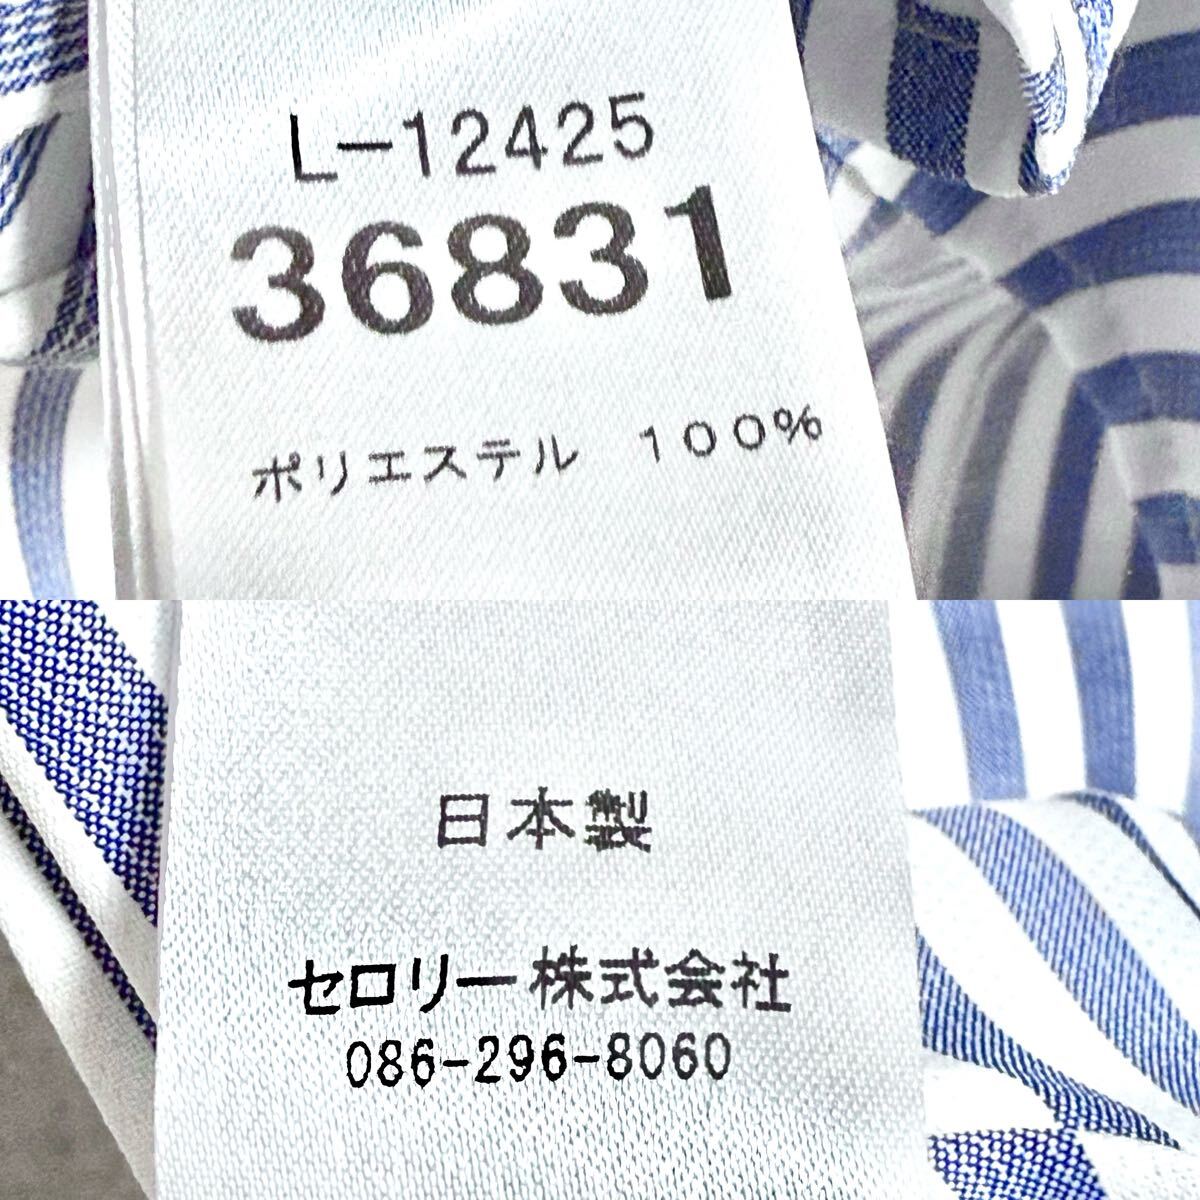 L-12425
36831
ポリエステル　100%
日本製
セロリー株式会社
086-296-8060